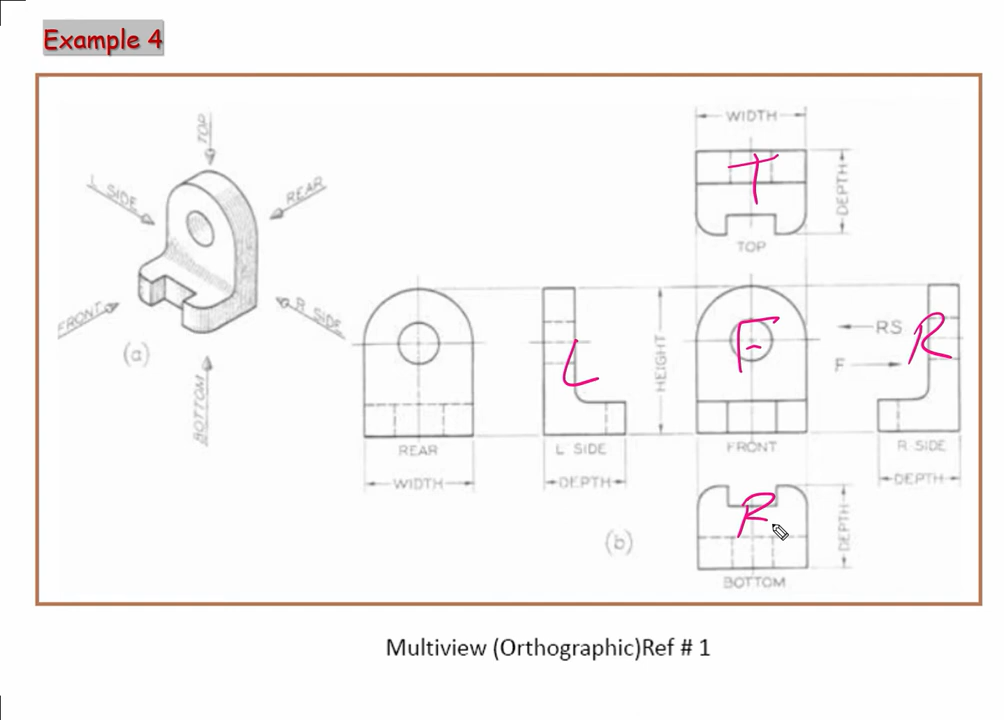 Example 4
WIDTH
TOP
L SIDE
REAR
T
DEPTH
TOP
FRONT
R SIDE
(a)
BOTTOM
HEIGHT
L
F
RS
F
R
REAR
L SIDE
FRONT
R SIDE
WIDTH
DEPTH
DEPTH
R
DEPTH
(b)
BOTTOM
Multiview (Orthographic)Ref # 1